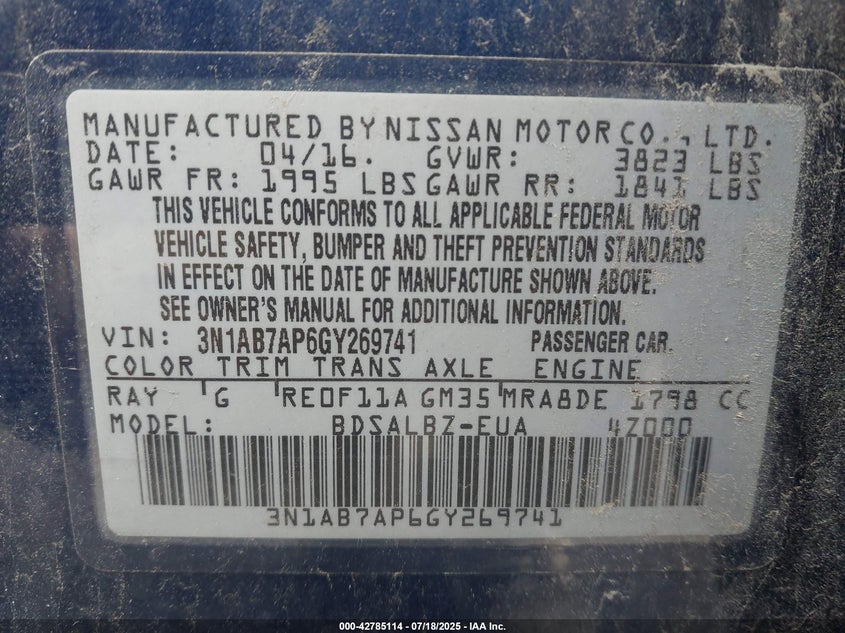 MANUFACTURED BY NISSAN MOTOR CO., LTD.
DATE: 04/16. GVWR: 3823 LBS
GAWR FR: 1995 LBS GAWR RR: 1841 LBS
THIS VEHICLE CONFORMS TO ALL APPLICABLE FEDERAL MOTOR
VEHICLE SAFETY, BUMPER AND THEFT PREVENTION STANDARDS
IN EFFECT ON THE DATE OF MANUFACTURE SHOWN ABOVE.
SEE OWNER'S MANUAL FOR ADDITIONAL INFORMATION.
VIN: 3N1AB7AP6GY269741 PASSENGER CAR.
COLOR TRIM TRANS AXLE ENGINE
RAY G RE0F11A GM35 MRA8DE 1798 CC
MODEL: BDSALBZ-EUA 4Z000
3N1AB7AP6GY269741
000-42785114 - 07/18/2025 - IAA Inc.